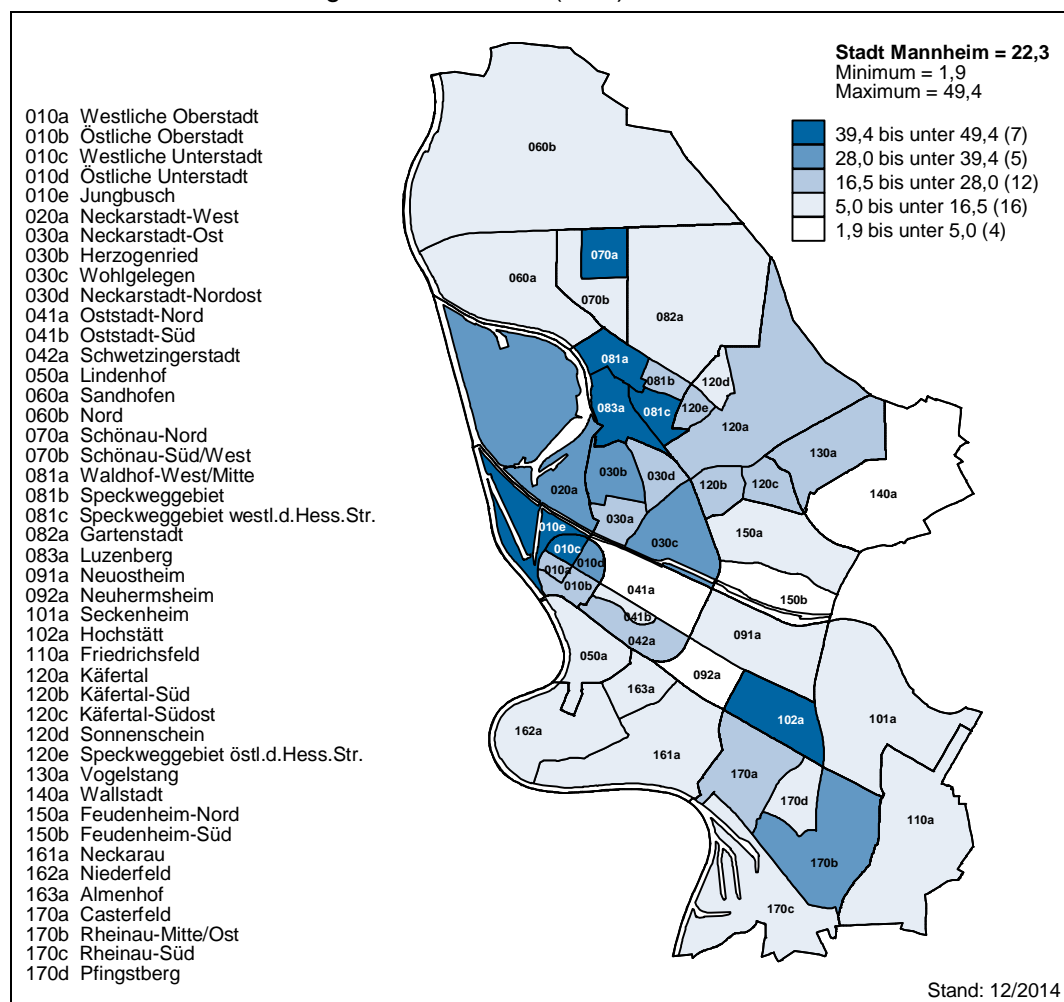 Stadt Mannheim = 22,3
Minimum = 1,9
Maximum = 49,4
39,4 bis unter 49,4 (7)
28,0 bis unter 39,4 (5)
16,5 bis unter 28,0 (12)
5,0 bis unter 16,5 (16)
1,9 bis unter 5,0 (4)
010a Westliche Oberstadt
010b Östliche Oberstadt
010c Westliche Unterstadt
010d Östliche Unterstadt
010e Jungbusch
020a Neckarstadt-West
030a Neckarstadt-Ost
030b Herzogenried
030c Wohlgelegen
030d Neckarstadt-Nordost
041a Oststadt-Nord
041b Oststadt-Süd
042a Schwetzingerstadt
050a Lindenhof
060a Sandhofen
060b Nord
070a Schönau-Nord
070b Schönau-Süd/West
081a Waldhof-West/Mitte
081b Speckweggebiet
081c Speckweggebiet westl.d.Hess.Str.
082a Gartenstadt
083a Luzenberg
091a Neuostheim
092a Neuhermsheim
101a Seckenheim
102a Hochstätt
110a Friedrichsfeld
120a Käfertal
120b Käfertal-Süd
120c Käfertal-Südost
120d Sonnenschein
120e Speckweggebiet östl.d.Hess.Str.
130a Vogelstang
140a Wallstadt
150a Feudenheim-Nord
150b Feudenheim-Süd
161a Neckarau
162a Niederfeld
163a Almenhof
170a Casterfeld
170b Rheinau-Mitte/Ost
170c Rheinau-Süd
170d Pfingstberg
060b
070a
060a
070b
082a
081a
081b
120d
083a
081c
120e
120a
130a
030b
030d
120b
120c
140a
020a
030a
010e
030c
150a
010c
010a
010d
010b
041a
150b
041b
042a
091a
050a
092a
163a
102a
101a
162a
161a
170a
170d
110a
170b
170c
Stand: 12/2014